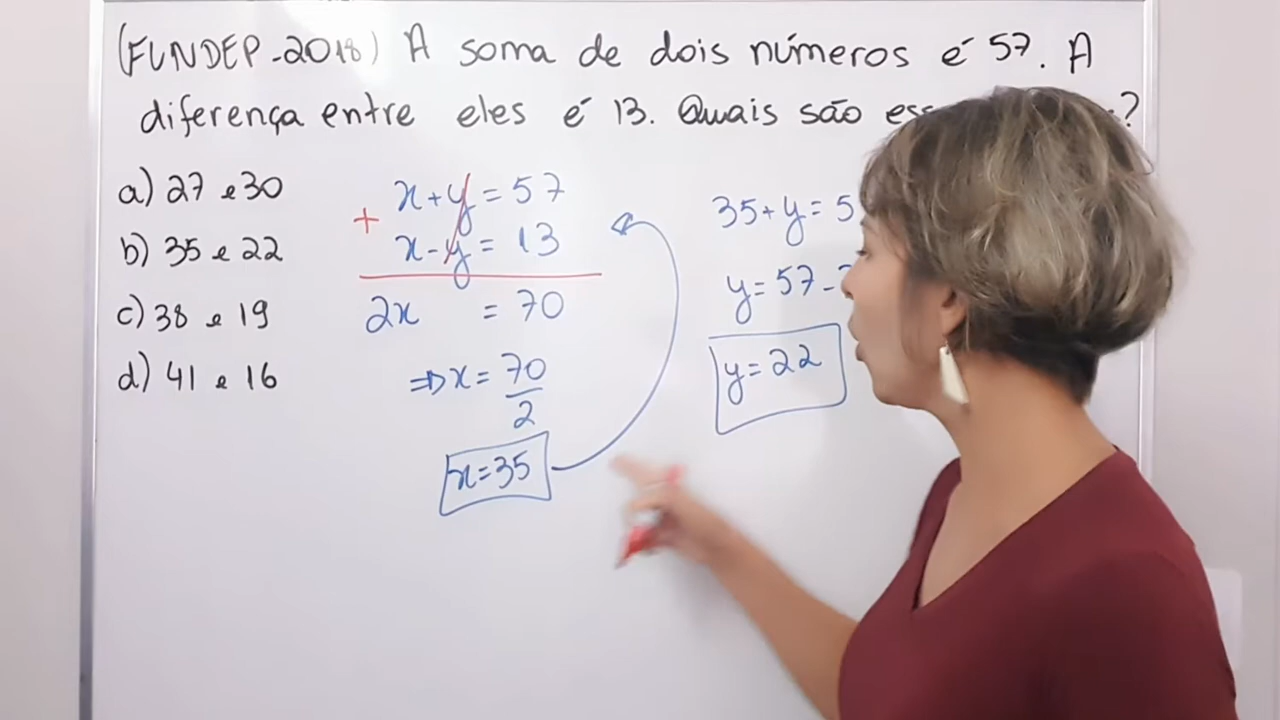 (FUNDEP-2018) A soma de dois números é 57. A
diferença entre eles é 13. Quais são ?
a) 27 e 30
b) 35 e 22
c) 38 e 19
d) 41 e 16
+
x+y=57
x-y=13
2x =70
⇒x=70
2
x=35
35+y=5
y=57-
y=22